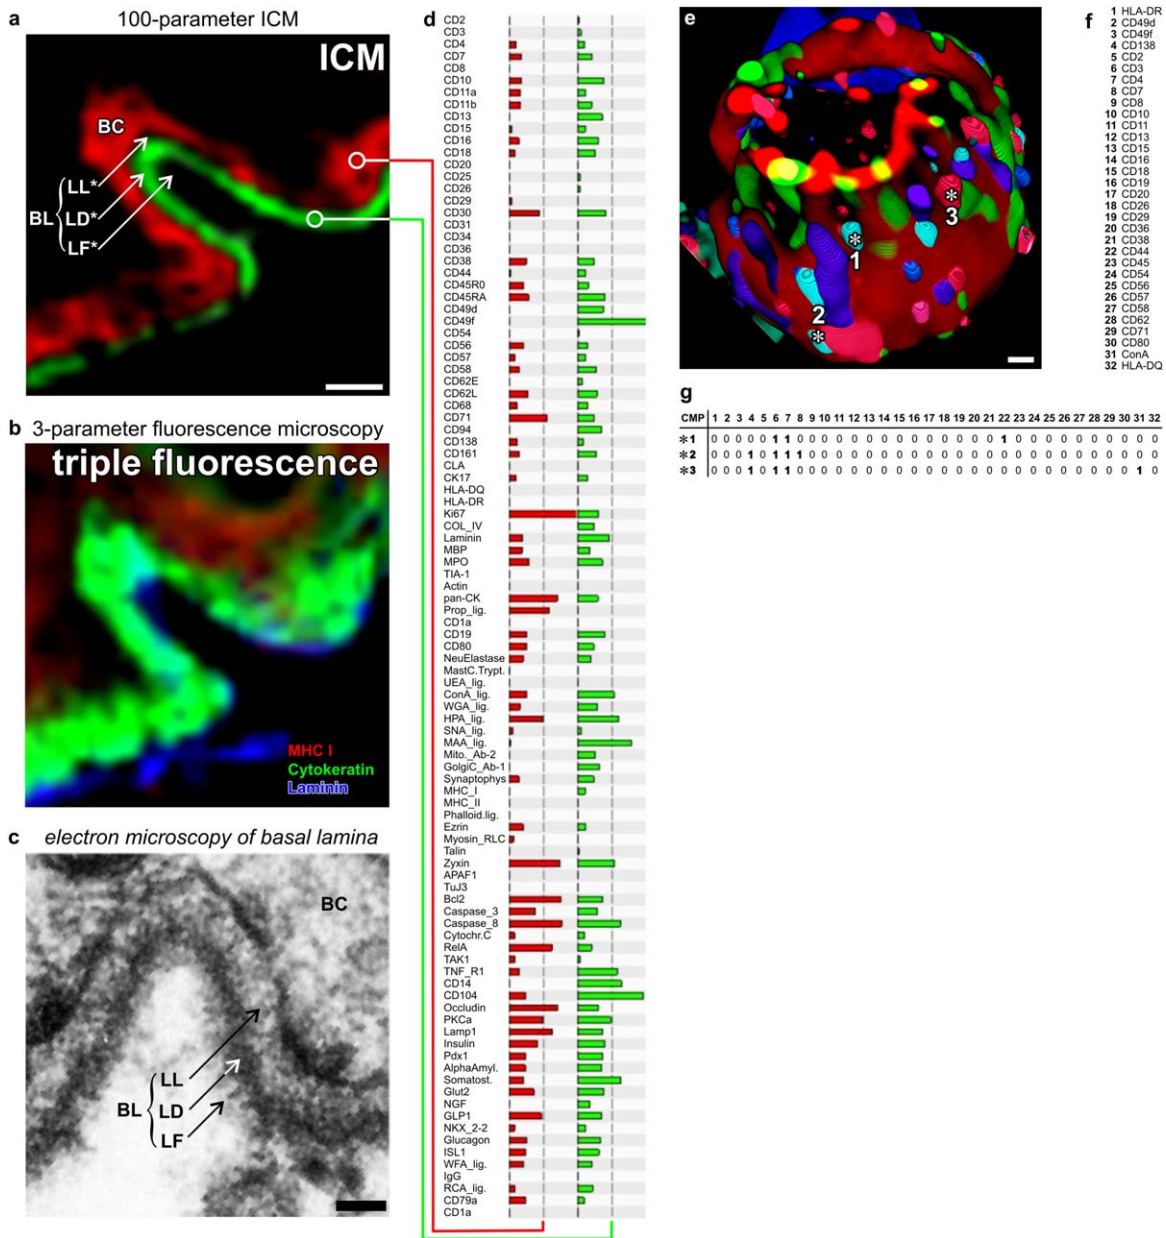 a 100-parameter ICM
ICM
BC
LL*
BL { LD*
LF*
b 3-parameter fluorescence microscopy
triple fluorescence
MHC I
Cytokeratin
Laminin
c electron microscopy of basal lamina
BC
LL
BL { LD
LF
d
CD2
CD3
CD4
CD7
CD8
CD10
CD11a
CD11b
CD13
CD15
CD16
CD18
CD20
CD25
CD26
CD29
CD30
CD31
CD34
CD36
CD38
CD44
CD45R0
CD45RA
CD49d
CD49f
CD54
CD56
CD57
CD58
CD62E
CD62L
CD68
CD71
CD94
CD138
CD161
CLA
CK17
HLA-DQ
HLA-DR
Ki67
COL_IV
Laminin
MBP
MPO
TIA-1
Actin
pan-CK
Prop_lig.
CD1a
CD19
CD80
NeuElastase
MastC.Trypt.
UEA_lig.
ConA_lig.
WGA_lig.
HPA_lig.
SNA_lig.
MAA_lig.
Mito._Ab-2
GolgiC_Ab-1
Synaptophys
MHC_I
MHC_II
Phalloid.lig.
Ezrin
Myosin_RLC
Talin
Zyxin
APAF1
TuJ3
Bcl2
Caspase_3
Caspase_8
Cytochr.C
RelA
TAK1
TNF_R1
CD14
CD104
Occludin
PKCa
Lamp1
Insulin
Pdx1
AlphaAmyl.
Somatost.
Glut2
NGF
GLP1
NKX_2-2
Glucagon
ISL1
WFA_lig.
IgG
RCA_lig.
CD79a
CD1a
e
* 3
* 1
2 *
f
1 HLA-DR
2 CD49d
3 CD49f
4 CD138
5 CD2
6 CD3
7 CD4
8 CD7
9 CD8
10 CD10
11 CD11
12 CD13
13 CD15
14 CD16
15 CD18
16 CD19
17 CD20
18 CD26
19 CD29
20 CD36
21 CD38
22 CD44
23 CD45
24 CD54
25 CD56
26 CD57
27 CD58
28 CD62
29 CD71
30 CD80
31 ConA
32 HLA-DQ
g
CMP 1 2 3 4 5 6 7 8 9 10 11 12 13 14 15 16 17 18 19 20 21 22 23 24 25 26 27 28 29 30 31 32
*1 0 0 0 0 0 1 1 0 0 0 0 0 0 0 0 0 0 0 0 0 0 1 0 0 0 0 0 0 0 0 0 0
*2 0 0 0 1 0 1 1 1 0 0 0 0 0 0 0 0 0 0 0 0 0 0 0 0 0 0 0 0 0 0 0 0
*3 0 0 0 1 0 1 1 0 0 0 0 0 0 0 0 0 0 0 0 0 0 0 0 0 0 0 0 0 0 0 1 0